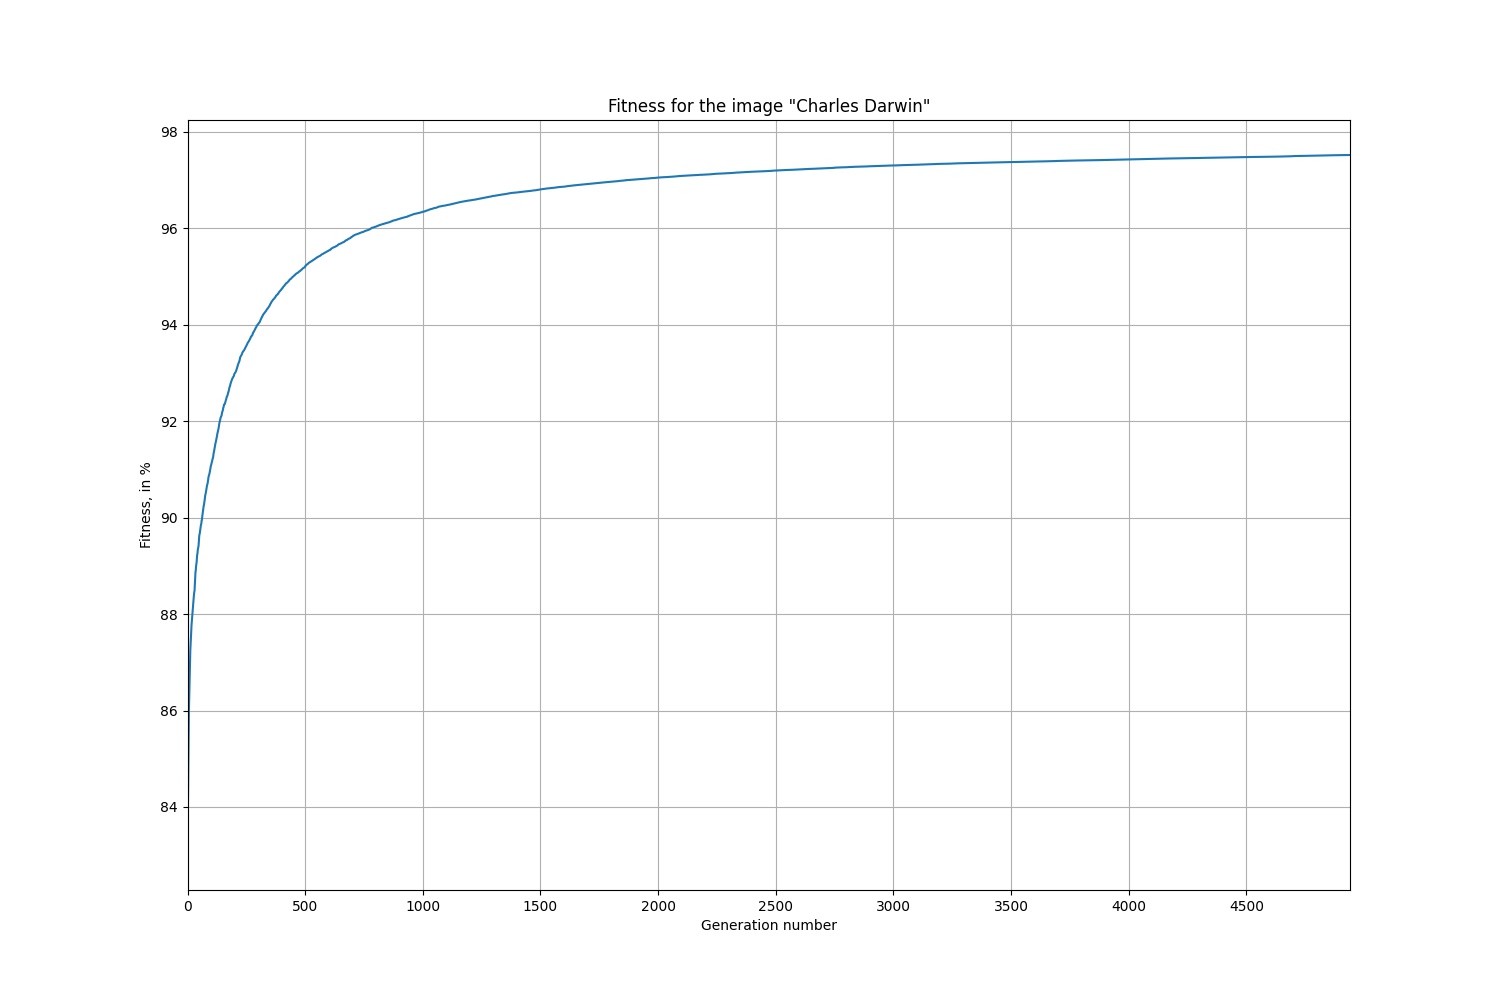 Fitness for the image "Charles Darwin"
98
96
94
92
90
88
86
84
Fitness, in %
0 500 1000 1500 2000 2500 3000 3500 4000 4500
Generation number